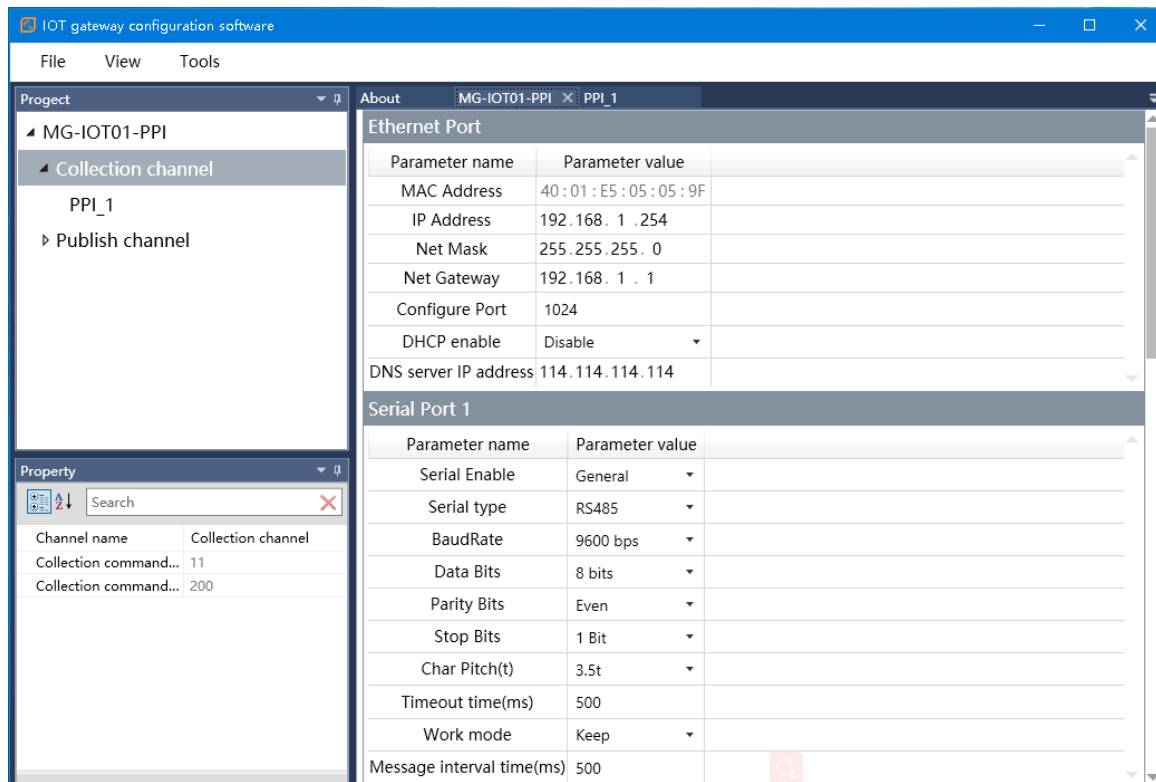 IOT gateway configuration software
File View Tools
Progect
MG-IOT01-PPI
Collection channel
PPI_1
Publish channel
Property
Search
Channel name Collection channel
Collection command... 11
Collection command... 200
About MG-IOT01-PPI PPI_1
Ethernet Port
Parameter name Parameter value
MAC Address 40:01:E5:05:05:9F
IP Address 192.168. 1 .254
Net Mask 255.255.255. 0
Net Gateway 192.168. 1 . 1
Configure Port 1024
DHCP enable Disable
DNS server IP address 114.114.114.114
Serial Port 1
Parameter name Parameter value
Serial Enable General
Serial type RS485
BaudRate 9600 bps
Data Bits 8 bits
Parity Bits Even
Stop Bits 1 Bit
Char Pitch(t) 3.5t
Timeout time(ms) 500
Work mode Keep
Message interval time(ms) 500